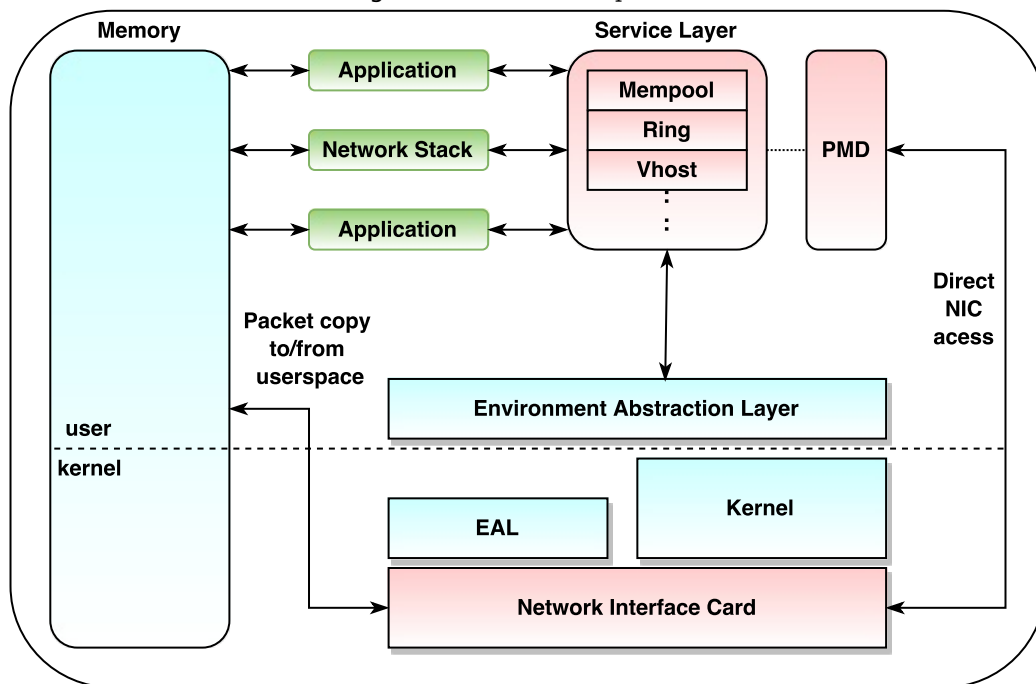 Memory
Service Layer
Application
Mempool
Ring
Network Stack
PMD
Vhost
Application
Direct
NIC
acess
Packet copy
to/from
userspace
Environment Abstraction Layer
user
kernel
Kernel
EAL
Network Interface Card